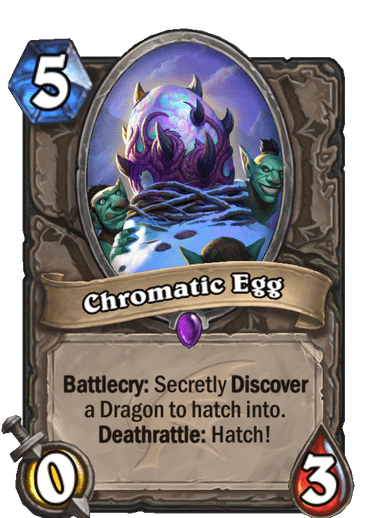 5
Chromatic Egg
Battlecry: Secretly Discover
a Dragon to hatch into.
Deathrattle: Hatch!
0
3